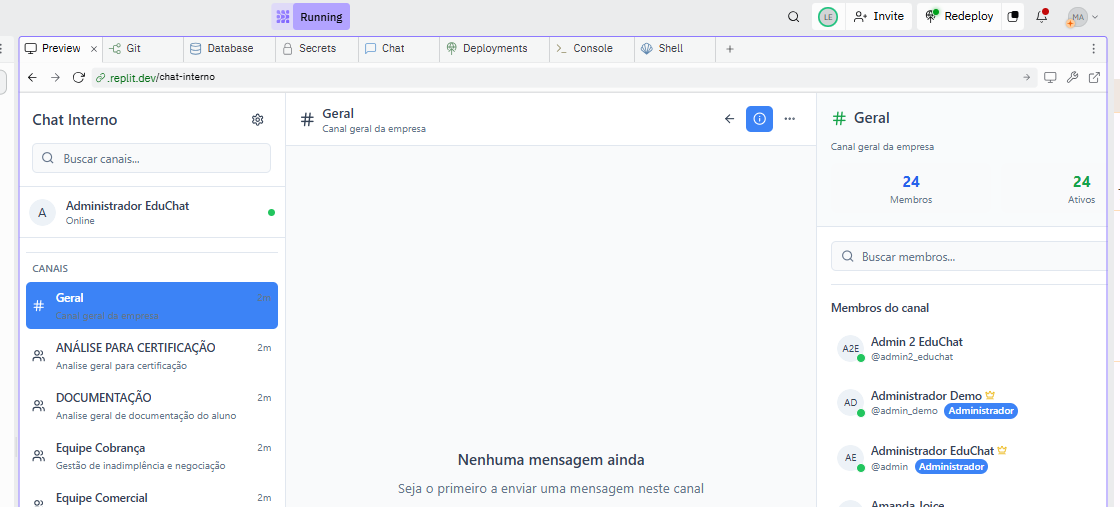 Running
LE
Invite
Redeploy
MA
Preview
Git
Database
Secrets
Chat
Deployments
Console
Shell
.replit.dev/chat-interno
Chat Interno
Buscar canais...
A
Administrador EduChat
Online
CANAIS
Geral
2m
Canal geral da empresa
ANÁLISE PARA CERTIFICAÇÃO
2m
Analise geral para certificação
DOCUMENTAÇÃO
2m
Analise geral de documentação do aluno
Equipe Cobrança
2m
Gestão de inadimplência e negociação
Equipe Comercial
2m
Geral
Canal geral da empresa
Nenhuma mensagem ainda
Seja o primeiro a enviar uma mensagem neste canal
Geral
Canal geral da empresa
24
Membros
24
Ativos
Buscar membros...
Membros do canal
A2E
Admin 2 EduChat
@admin2_educhat
AD
Administrador Demo
@admin_demo
Administrador
AE
Administrador EduChat
@admin
Administrador
Amanda Joice